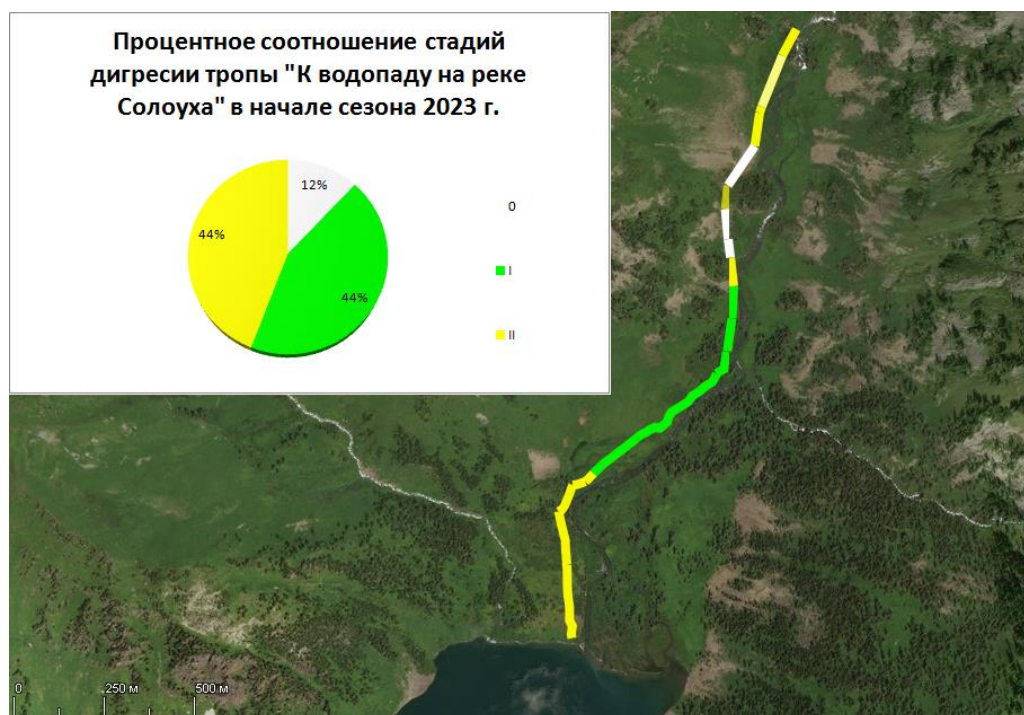 Процентное соотношение стадий
дигресии тропы "К водопаду на реке
Солоуха" в начале сезона 2023 г.
12%
44%
44%
0
I
II
0
250 м
500 м